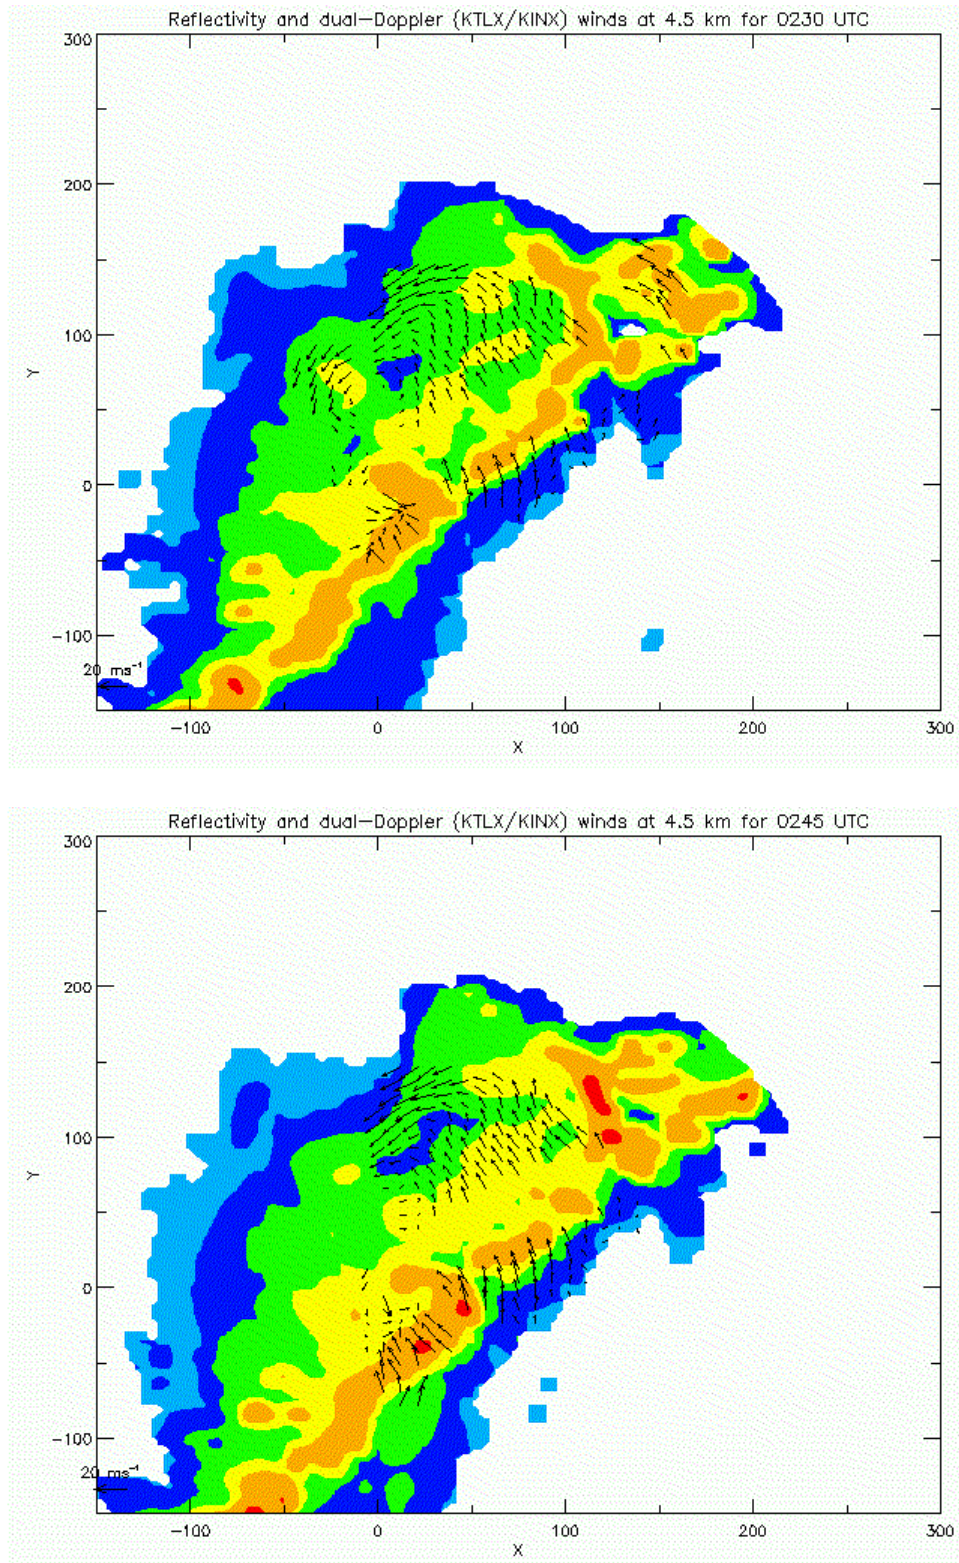 Reflectivity and dual-Doppler (KTLX/KINX) winds at 4.5 km for 0230 UTC
300
200
100
0
-100
Y
20 ms⁻¹
-100 0 100 200 300
X
Reflectivity and dual-Doppler (KTLX/KINX) winds at 4.5 km for 0245 UTC
300
200
100
0
-100
Y
20 ms⁻¹
-100 0 100 200 300
X